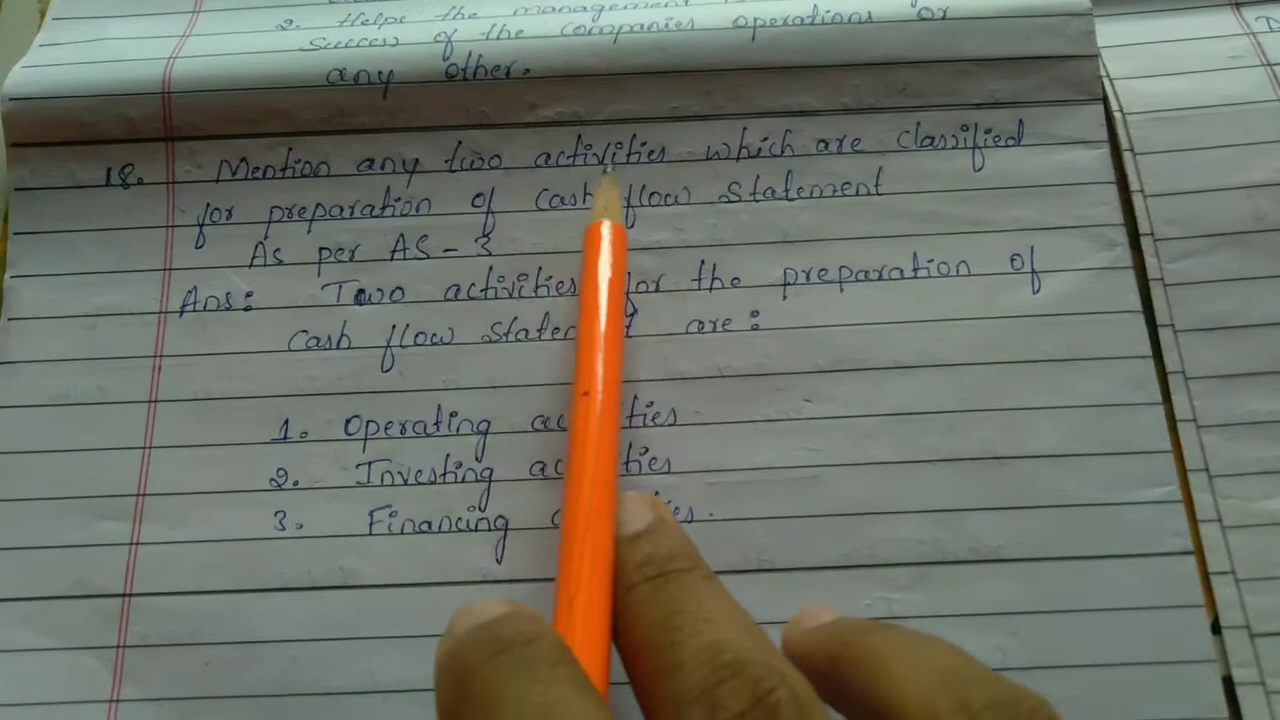 2. Helps the management
success of the companies operations or
any other.
18. Mention any two activities which are classified
for preparation of cash flow statement
As per AS-3
Ans: Two activities for the preparation of
cash flow are:
1. Operating
2. Investing
3. Financing